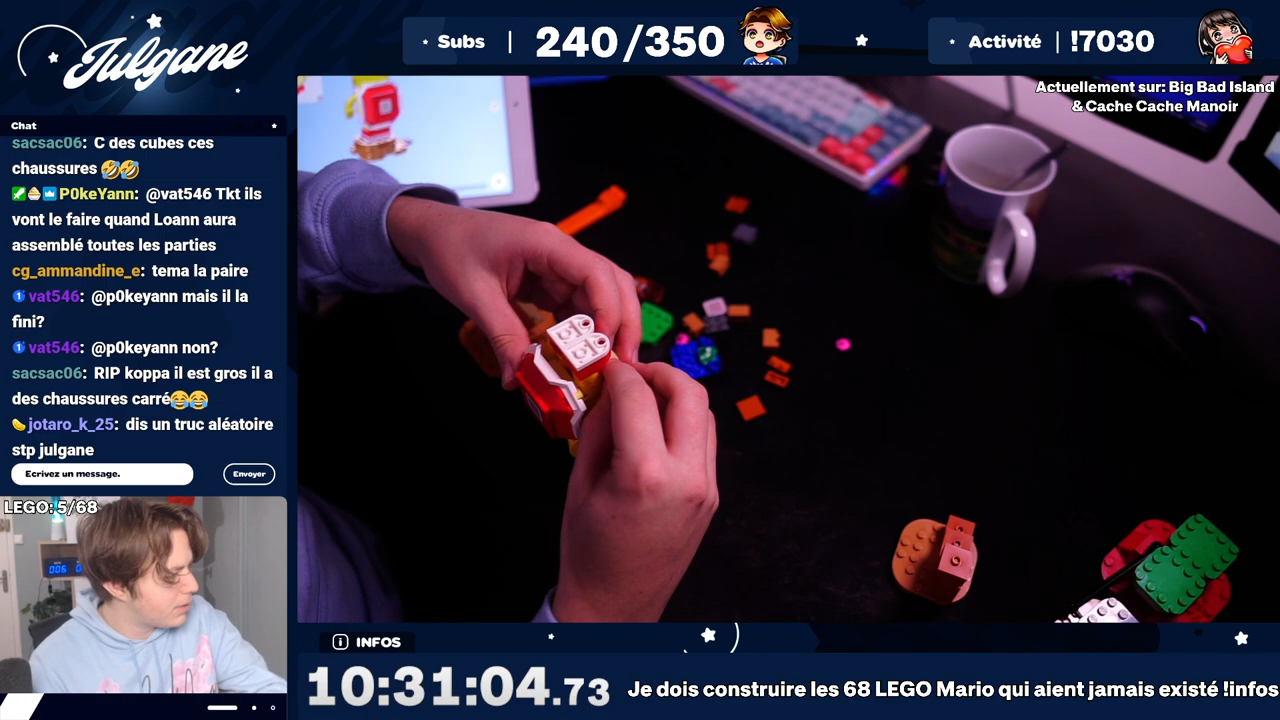 Julgane
Subs | 240/350
Activité | !7030
Actuellement sur: Big Bad Island
& Cache Cache Manoir
Chat
sacsac06: C des cubes ces
chaussures 🤣🤣
P0keYann: @vat546 Tkt ils
vont le faire quand Loann aura
assemblé toutes les parties
cg_ammandine_e: tema la paire
1 vat546: @p0keyann mais il la
fini?
1 vat546: @p0keyann non?
sacsac06: RIP koppa il est gros il a
des chaussures carré😂😂
jotaro_k_25: dis un truc aléatoire
stp julgane
Ecrivez un message.
Envoyer
LEGO: 5/68
INFOS
10:31:04.73
Je dois construire les 68 LEGO Mario qui aient jamais existé !infos